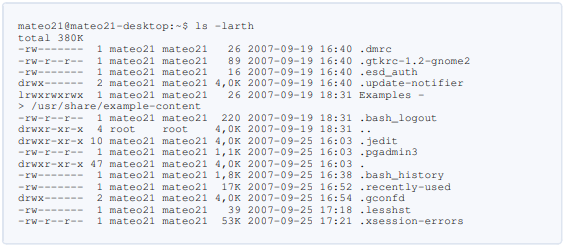 mateo21@mateo21-desktop:~$ ls -larth
total 380K
-rw------- 1 mateo21 mateo21 26 2007-09-19 16:40 .dmrc
-rw-r--r-- 1 mateo21 mateo21 89 2007-09-19 16:40 .gtkrc-1.2-gnome2
-rw------- 1 mateo21 mateo21 16 2007-09-19 16:40 .esd_auth
drwx------ 2 mateo21 mateo21 4,0K 2007-09-19 16:40 .update-notifier
lrwxrwxrwx 1 mateo21 mateo21 26 2007-09-19 18:31 Examples -
> /usr/share/example-content
-rw-r--r-- 1 mateo21 mateo21 220 2007-09-19 18:31 .bash_logout
drwxr-xr-x 4 root root 4,0K 2007-09-19 18:31 ..
drwxr-xr-x 10 mateo21 mateo21 4,0K 2007-09-25 16:03 .jedit
-rw-r--r-- 1 mateo21 mateo21 1,1K 2007-09-25 16:03 .pgadmin3
drwxr-xr-x 47 mateo21 mateo21 4,0K 2007-09-25 16:03 .
-rw------- 1 mateo21 mateo21 1,8K 2007-09-25 16:38 .bash_history
-rw------- 1 mateo21 mateo21 17K 2007-09-25 16:52 .recently-used
drwx------ 2 mateo21 mateo21 4,0K 2007-09-25 16:54 .gconfd
-rw------- 1 mateo21 mateo21 39 2007-09-25 17:18 .lesshst
-rw-r--r-- 1 mateo21 mateo21 53K 2007-09-25 17:21 .xsession-errors